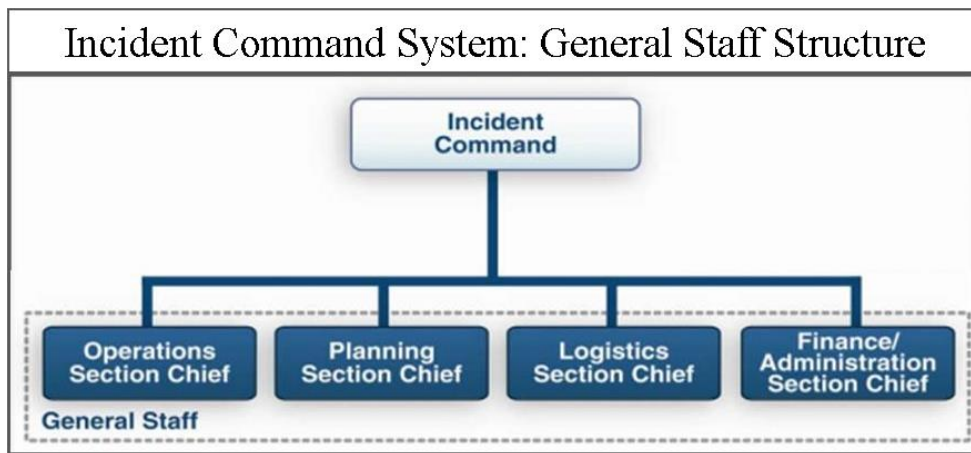 Incident Command System: General Staff Structure
Incident
Command
Operations
Section Chief
Planning
Section Chief
Logistics
Section Chief
Finance/
Administration
Section Chief
General Staff